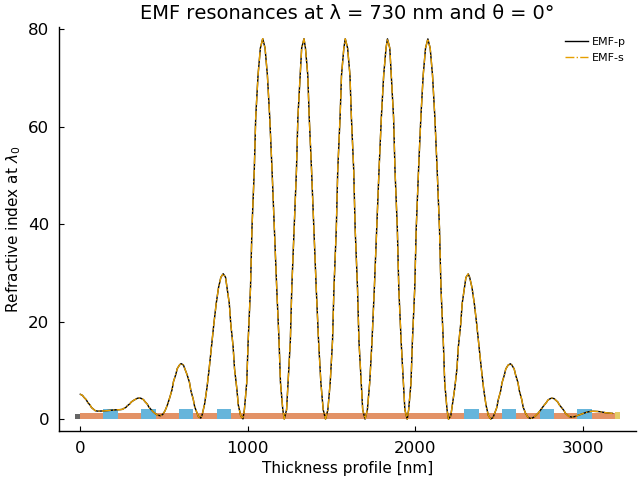 EMF resonances at λ = 730 nm and θ = 0°
EMF-p
EMF-s
80
60
40
20
0
Refractive index at λ₀
0 1000 2000 3000
Thickness profile [nm]